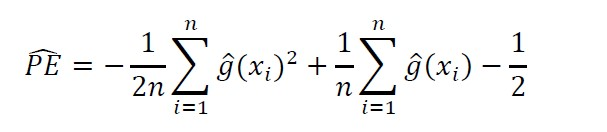 $$\widehat{PE} = -\frac{1}{2n}\sum_{i=1}^{n} \hat{g}(x_i)^2 + \frac{1}{n}\sum_{i=1}^{n} \hat{g}(x_i) - \frac{1}{2}$$